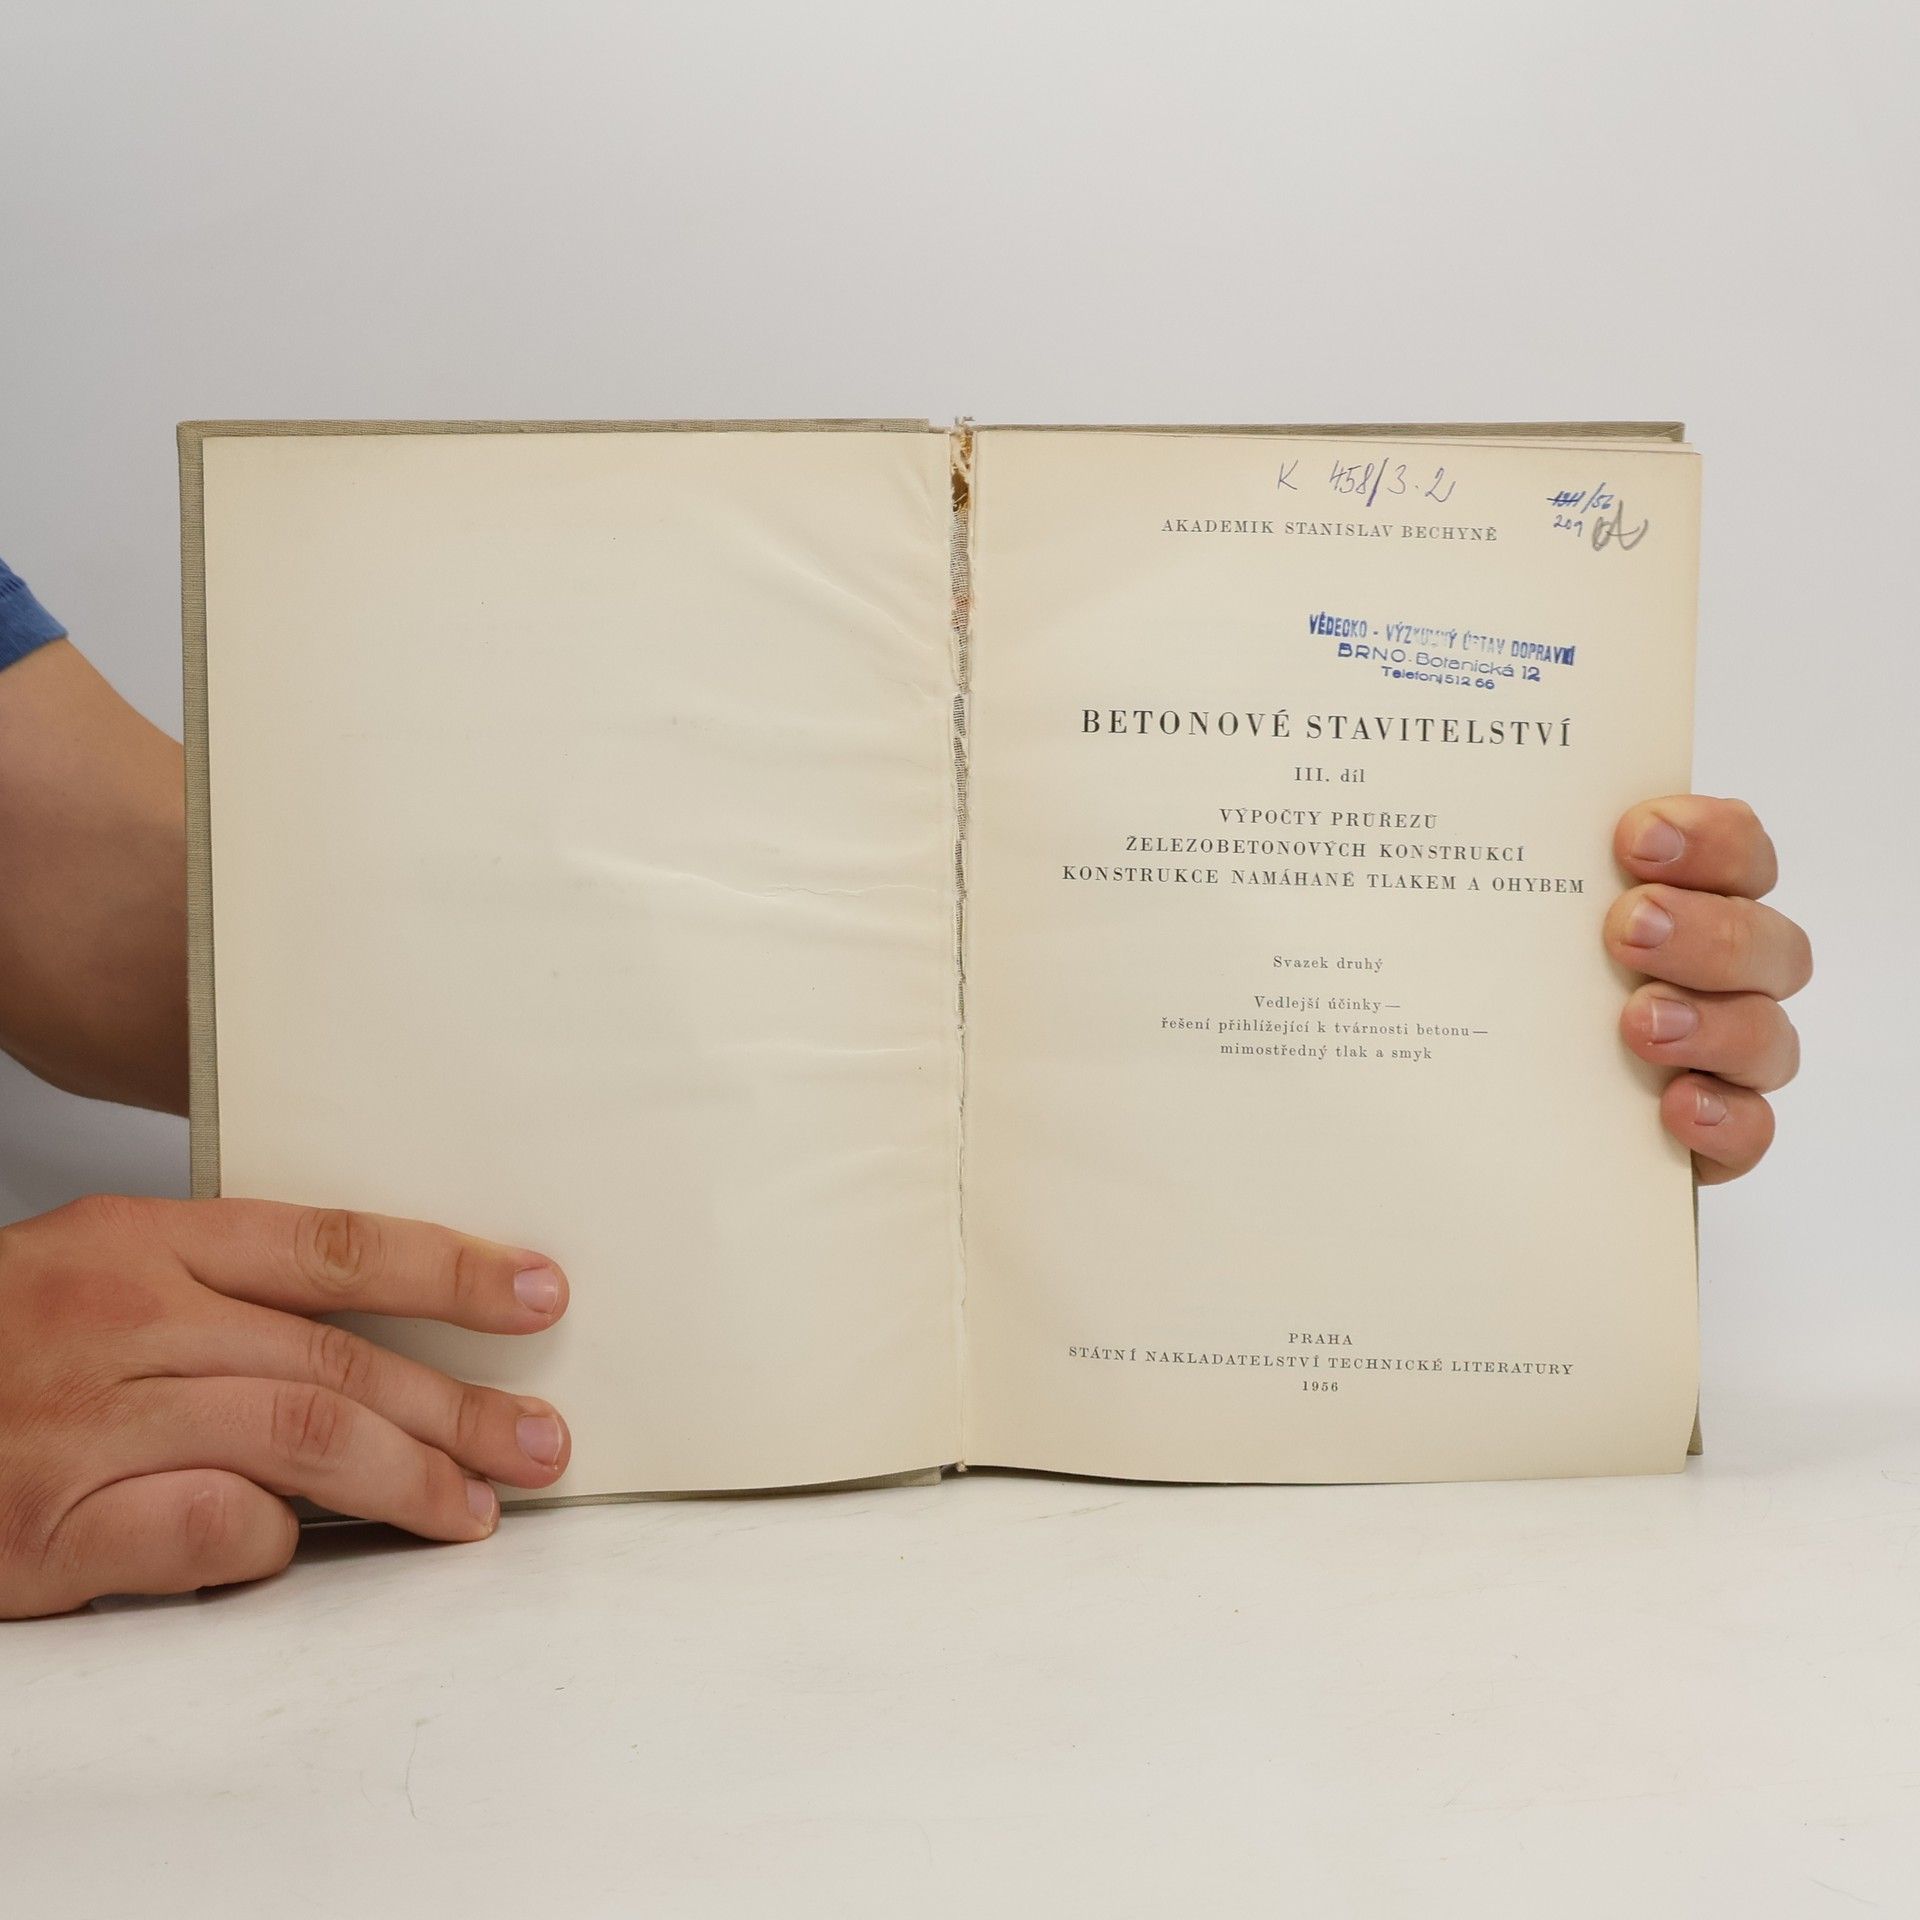 K 458/3.2
/56
209
AKADEMIK STANISLAV BECHYNĚ
VĚDECKO - VÝZKUMNÝ ÚSTAV DOPRAVNÍ
BRNO - Botanická 12
Telefon 512 66
BETONOVÉ STAVITELSTVÍ
III. díl
VÝPOČTY PRŮŘEZŮ
ŽELEZOBETONOVÝCH KONSTRUKCÍ
KONSTRUKCE NAMÁHANÉ TLAKEM A OHYBEM
Svazek druhý
Vedlejší účinky —
řešení přihlížející k tvárnosti betonu —
mimostředný tlak a smyk
PRAHA
STÁTNÍ NAKLADATELSTVÍ TECHNICKÉ LITERATURY
1956